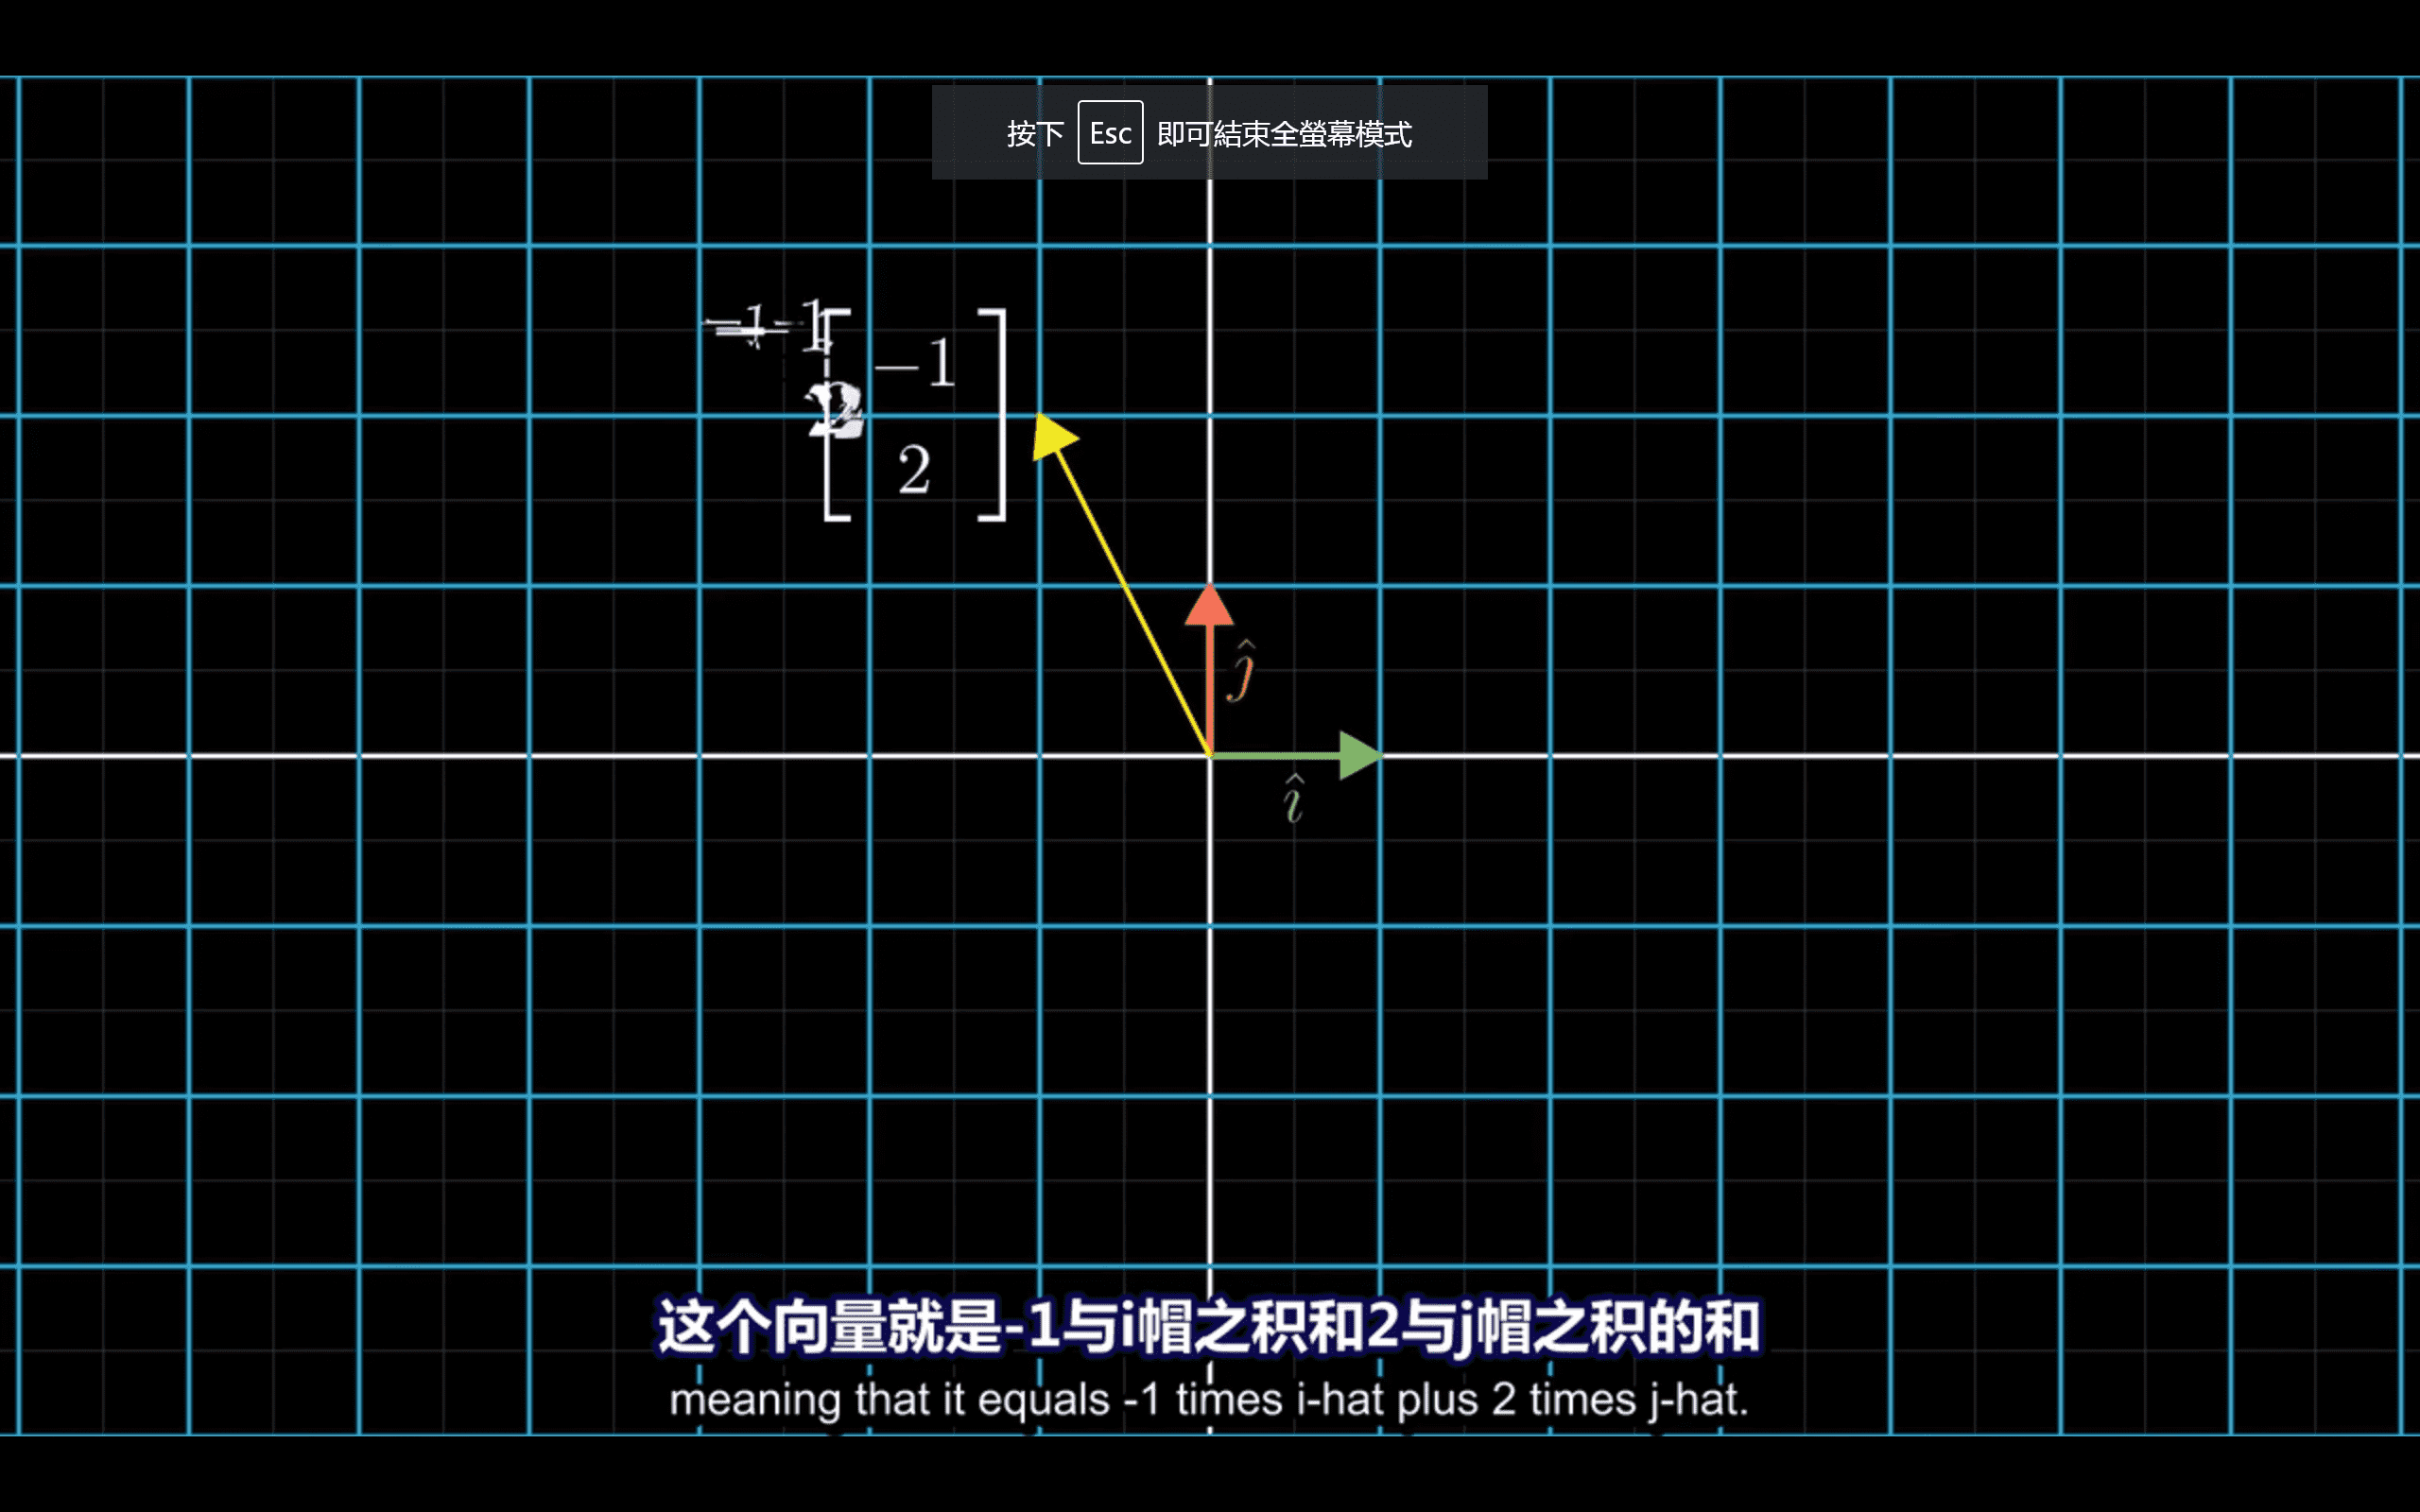 按下 Esc 即可結束全螢幕模式
−1
2
ĵ
î
这个向量就是-1与i帽之积和2与j帽之积的和
meaning that it equals -1 times i-hat plus 2 times j-hat.